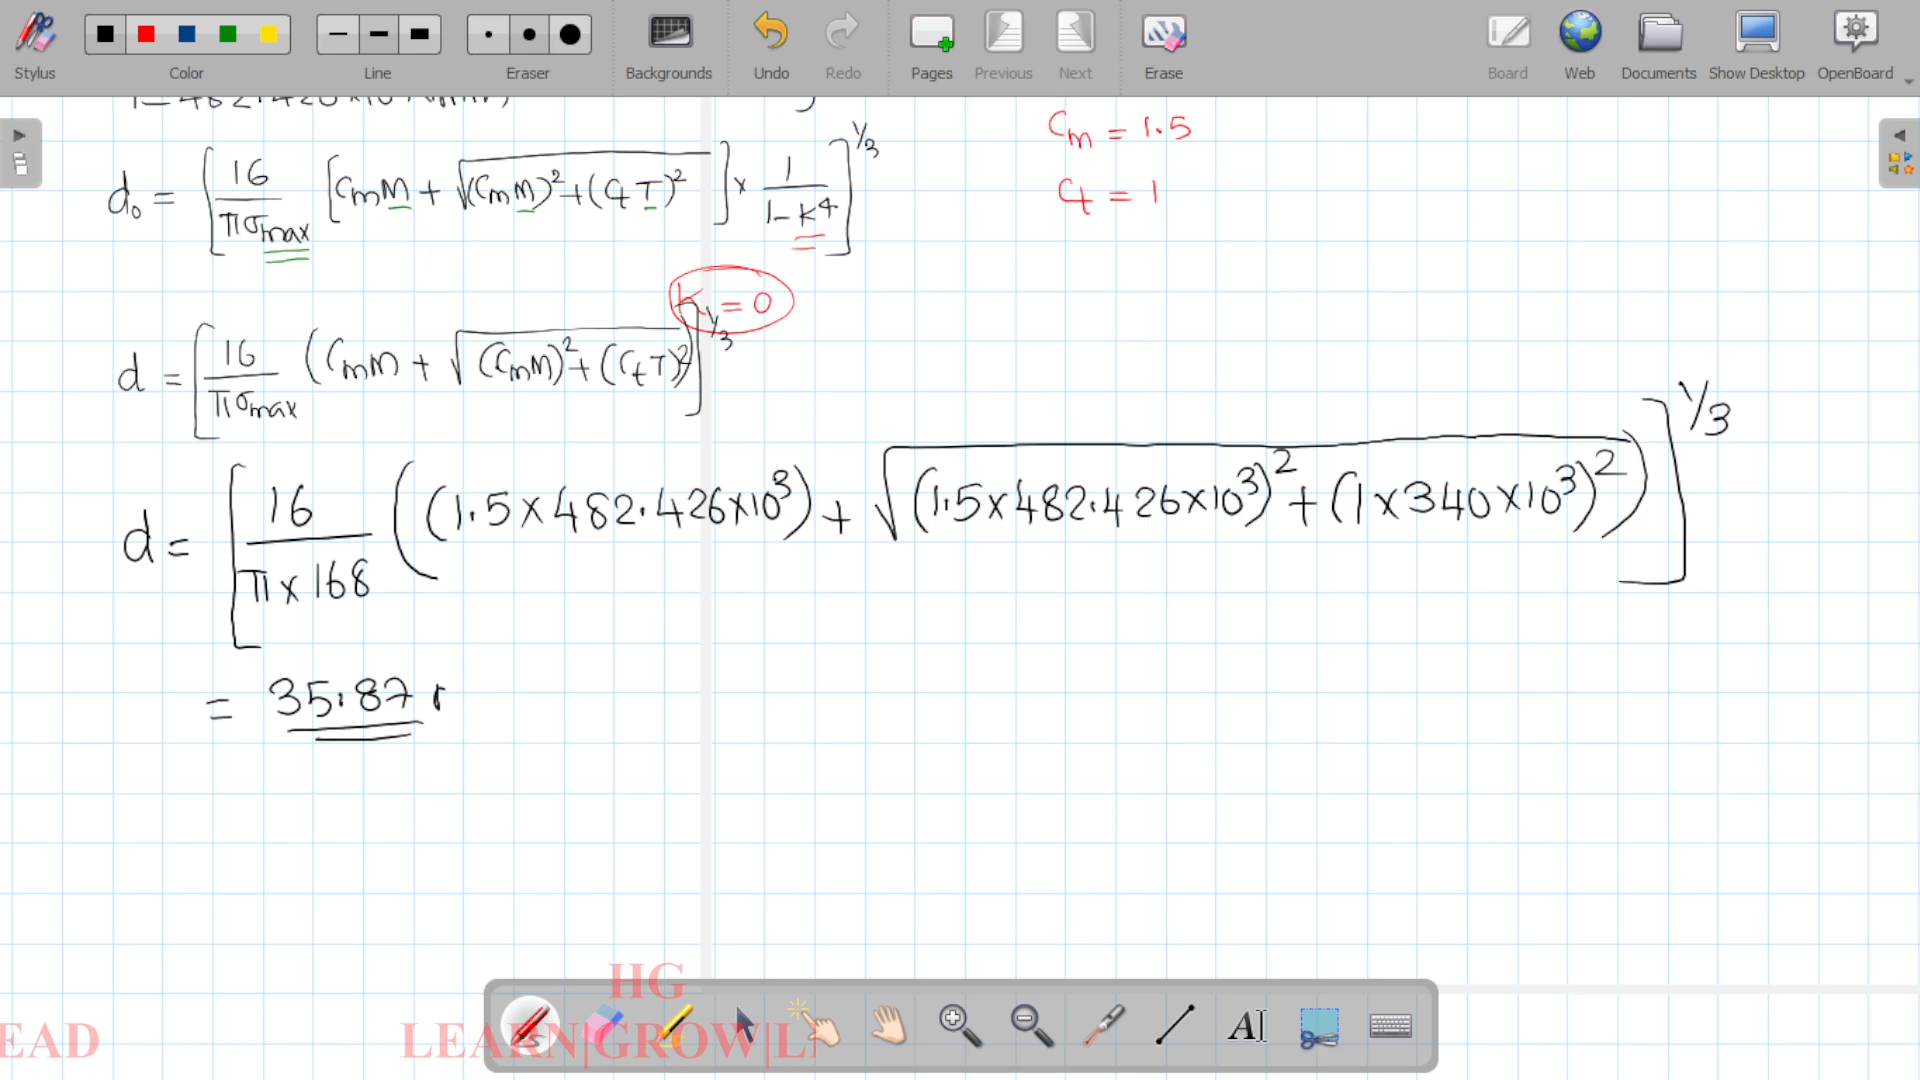 Stylus Color Line Eraser Backgrounds Undo Redo Pages Previous Next Erase Board Web Documents Show Desktop OpenBoard
Cm = 1.5
do = [16/πσmax [CmM + √(CmM)²+(CtT)²] × 1/1-K⁴]^1/3
Ct = 1
K = 0
d = [16/πσmax (CmM + √(CmM)²+(CtT)²]^1/3
d = [16/π×168 ((1.5×482.426×10³) + √(1.5×482.426×10³)²+(1×340×10³)²)]^1/3
= 35.87
HG
EAD LEARN|GROW|L